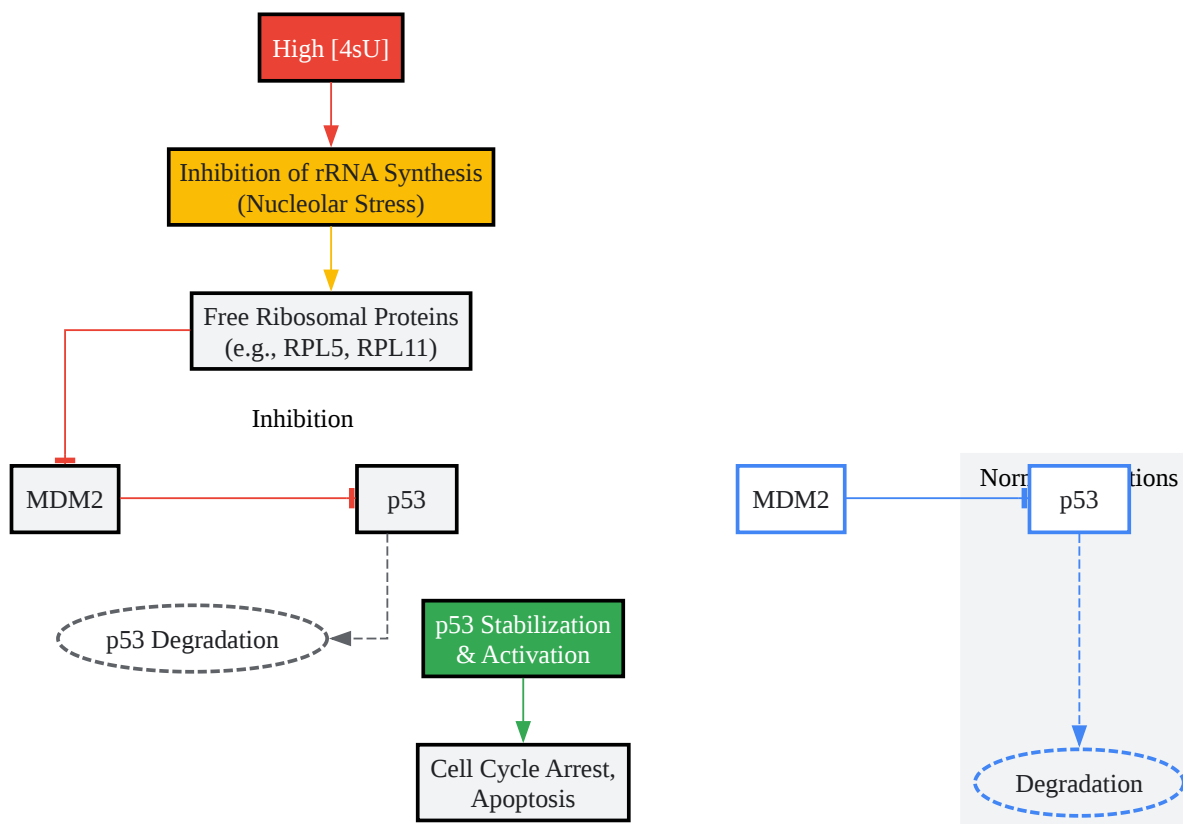 High [4sU]
Inhibition of rRNA Synthesis
(Nucleolar Stress)
Free Ribosomal Proteins
(e.g., RPL5, RPL11)
Inhibition
MDM2
p53
MDM2
p53
p53 Degradation
p53 Stabilization
& Activation
Cell Cycle Arrest,
Apoptosis
Degradation